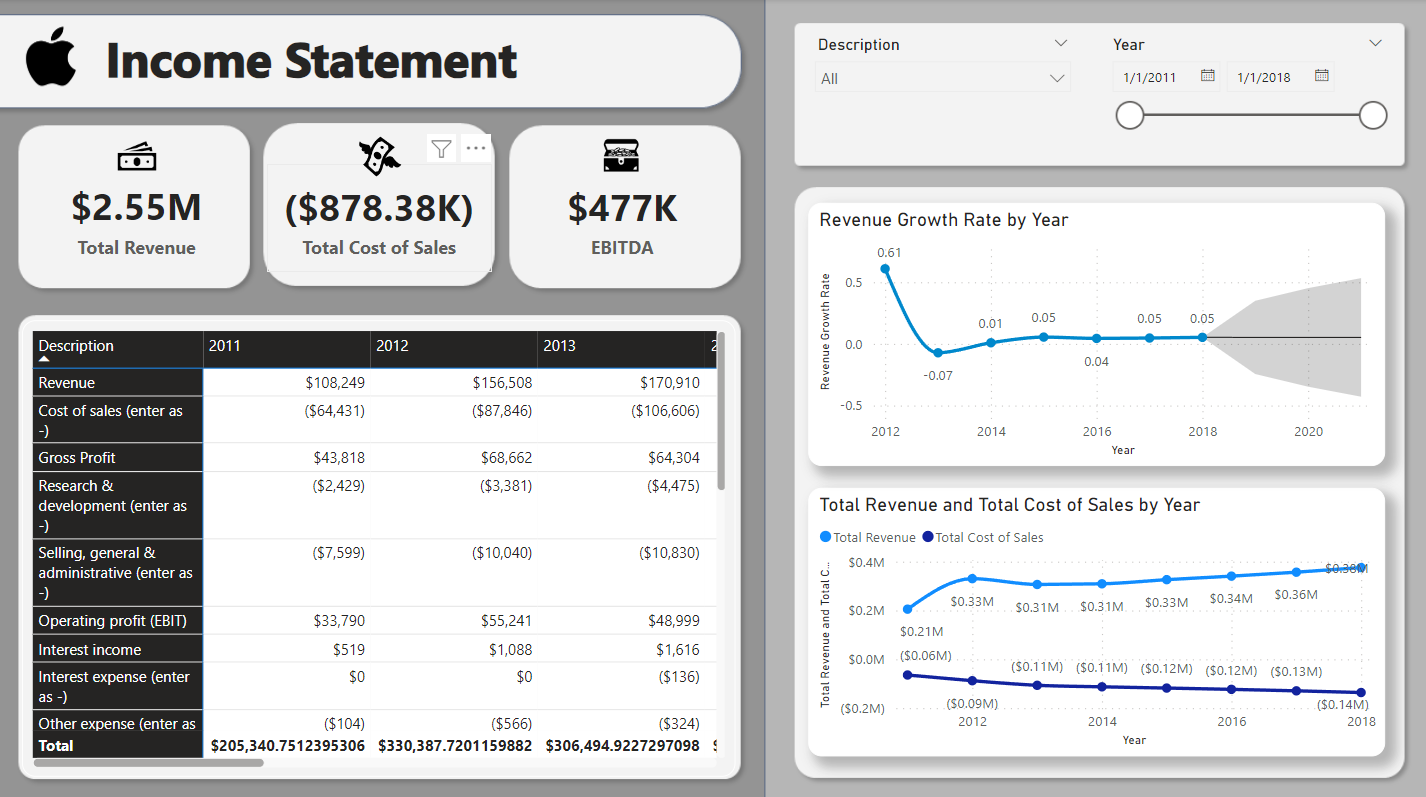 Income Statement
$2.55M
Total Revenue
($878.38K)
Total Cost of Sales
$477K
EBITDA
Description 2011 2012 2013 2
Revenue $108,249 $156,508 $170,910
Cost of sales (enter as ($64,431) ($87,846) ($106,606)
-)
Gross Profit $43,818 $68,662 $64,304
Research & ($2,429) ($3,381) ($4,475)
development (enter as
-)
Selling, general & ($7,599) ($10,040) ($10,830)
administrative (enter as
-)
Operating profit (EBIT) $33,790 $55,241 $48,999
Interest income $519 $1,088 $1,616
Interest expense (enter $0 $0 ($136)
as -)
Other expense (enter as ($104) ($566) ($324)
Total $205,340.7512395306 $330,387.7201159882 $306,494.9227297098 $
Description
All
Year
1/1/2011 1/1/2018
Revenue Growth Rate by Year
Revenue Growth Rate
0.5
0.0
-0.5
0.61
-0.07
0.01
0.05
0.04
0.05
0.05
2012 2014 2016 2018 2020
Year
Total Revenue and Total Cost of Sales by Year
Total Revenue Total Cost of Sales
Total Revenue and Total C...
$0.4M
$0.2M
$0.0M
($0.2M)
$0.21M
$0.33M
$0.31M
$0.31M
$0.33M
$0.34M
$0.36M
$0.38M
($0.06M)
($0.09M)
($0.11M)
($0.11M)
($0.12M)
($0.12M)
($0.13M)
($0.14M)
2012 2014 2016 2018
Year